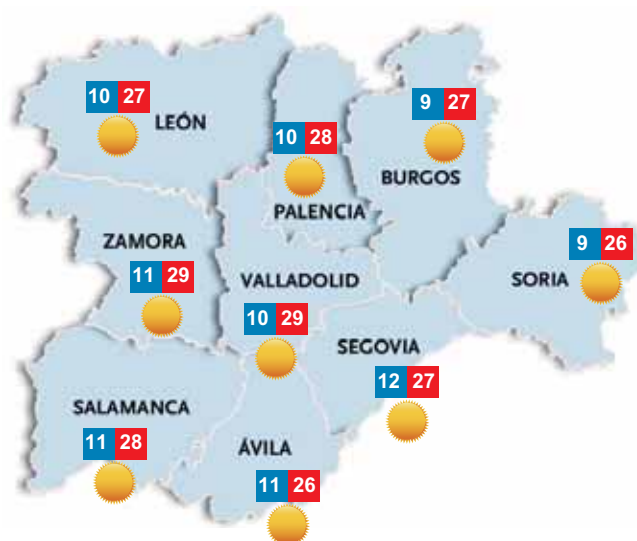 10 27
LEÓN
9 27
BURGOS
10 28
PALENCIA
ZAMORA
11 29
VALLADOLID
10 29
9 26
SORIA
SEGOVIA
12 27
SALAMANCA
11 28
ÁVILA
11 26